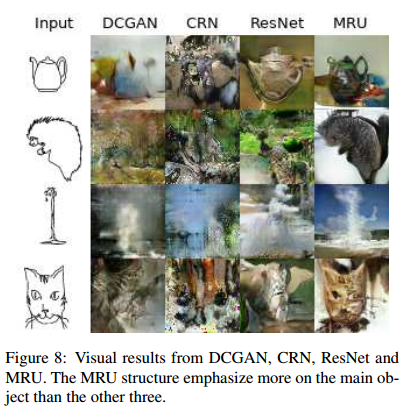 Input DCGAN CRN ResNet MRU
Figure 8: Visual results from DCGAN, CRN, ResNet and
MRU. The MRU structure emphasize more on the main ob-
ject than the other three.